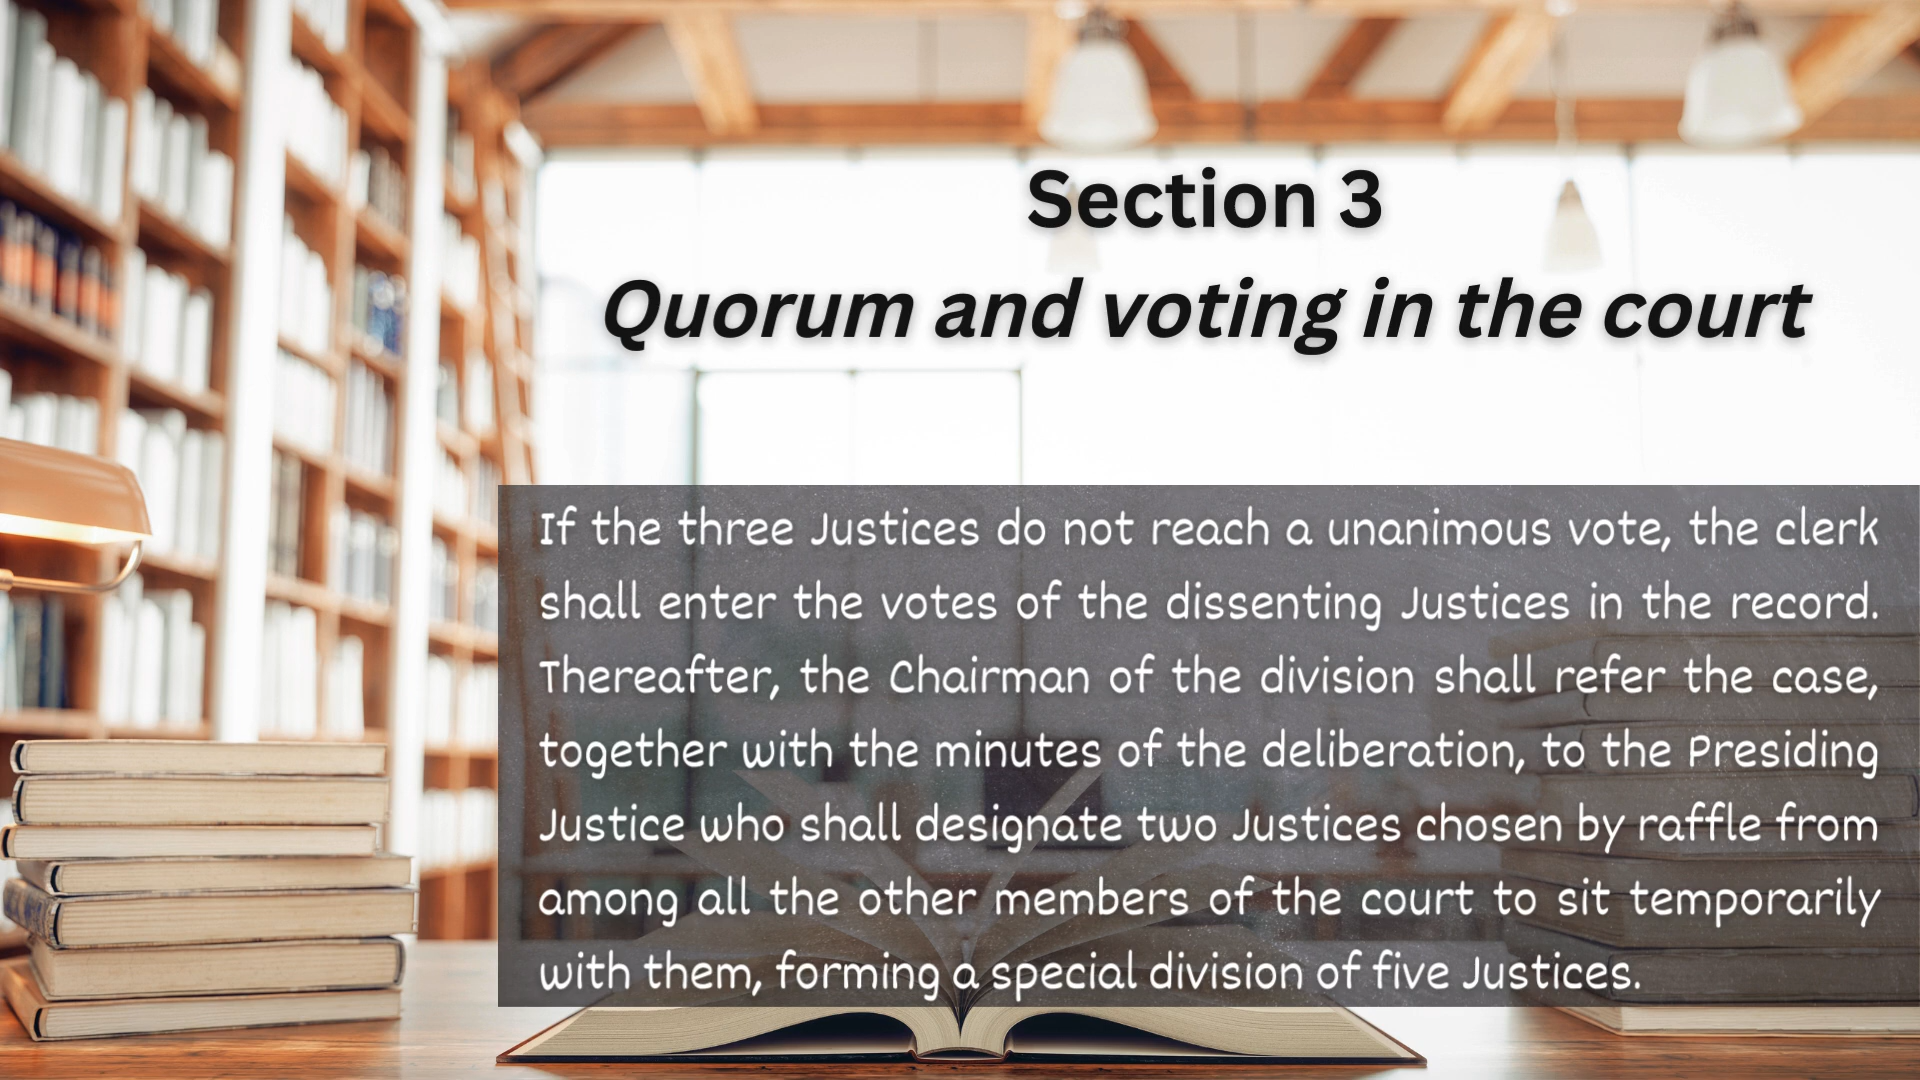 Section 3
Quorum and voting in the court
If the three Justices do not reach a unanimous vote, the clerk
shall enter the votes of the dissenting Justices in the record.
Thereafter, the Chairman of the division shall refer the case,
together with the minutes of the deliberation, to the Presiding
Justice who shall designate two Justices chosen by raffle from
among all the other members of the court to sit temporarily
with them, forming a special division of five Justices.